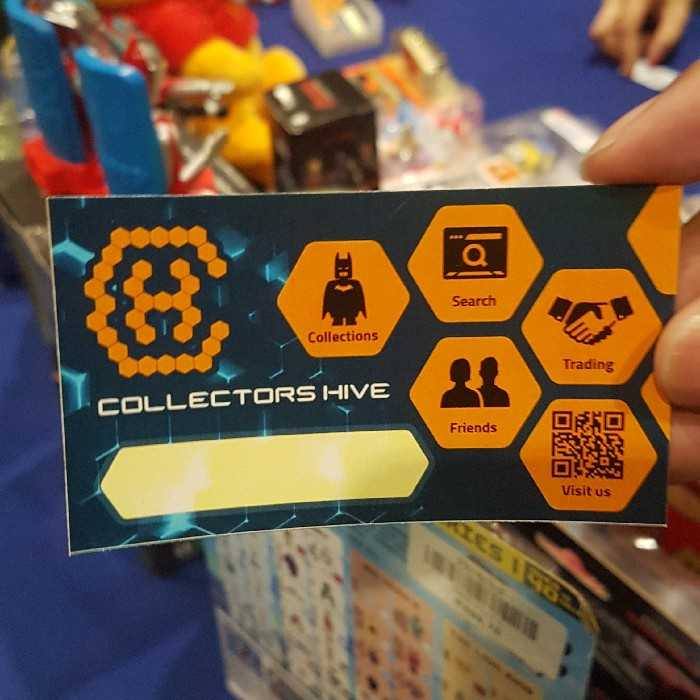 Collections
Search
Trading
COLLECTORS HIVE
Friends
Visit us